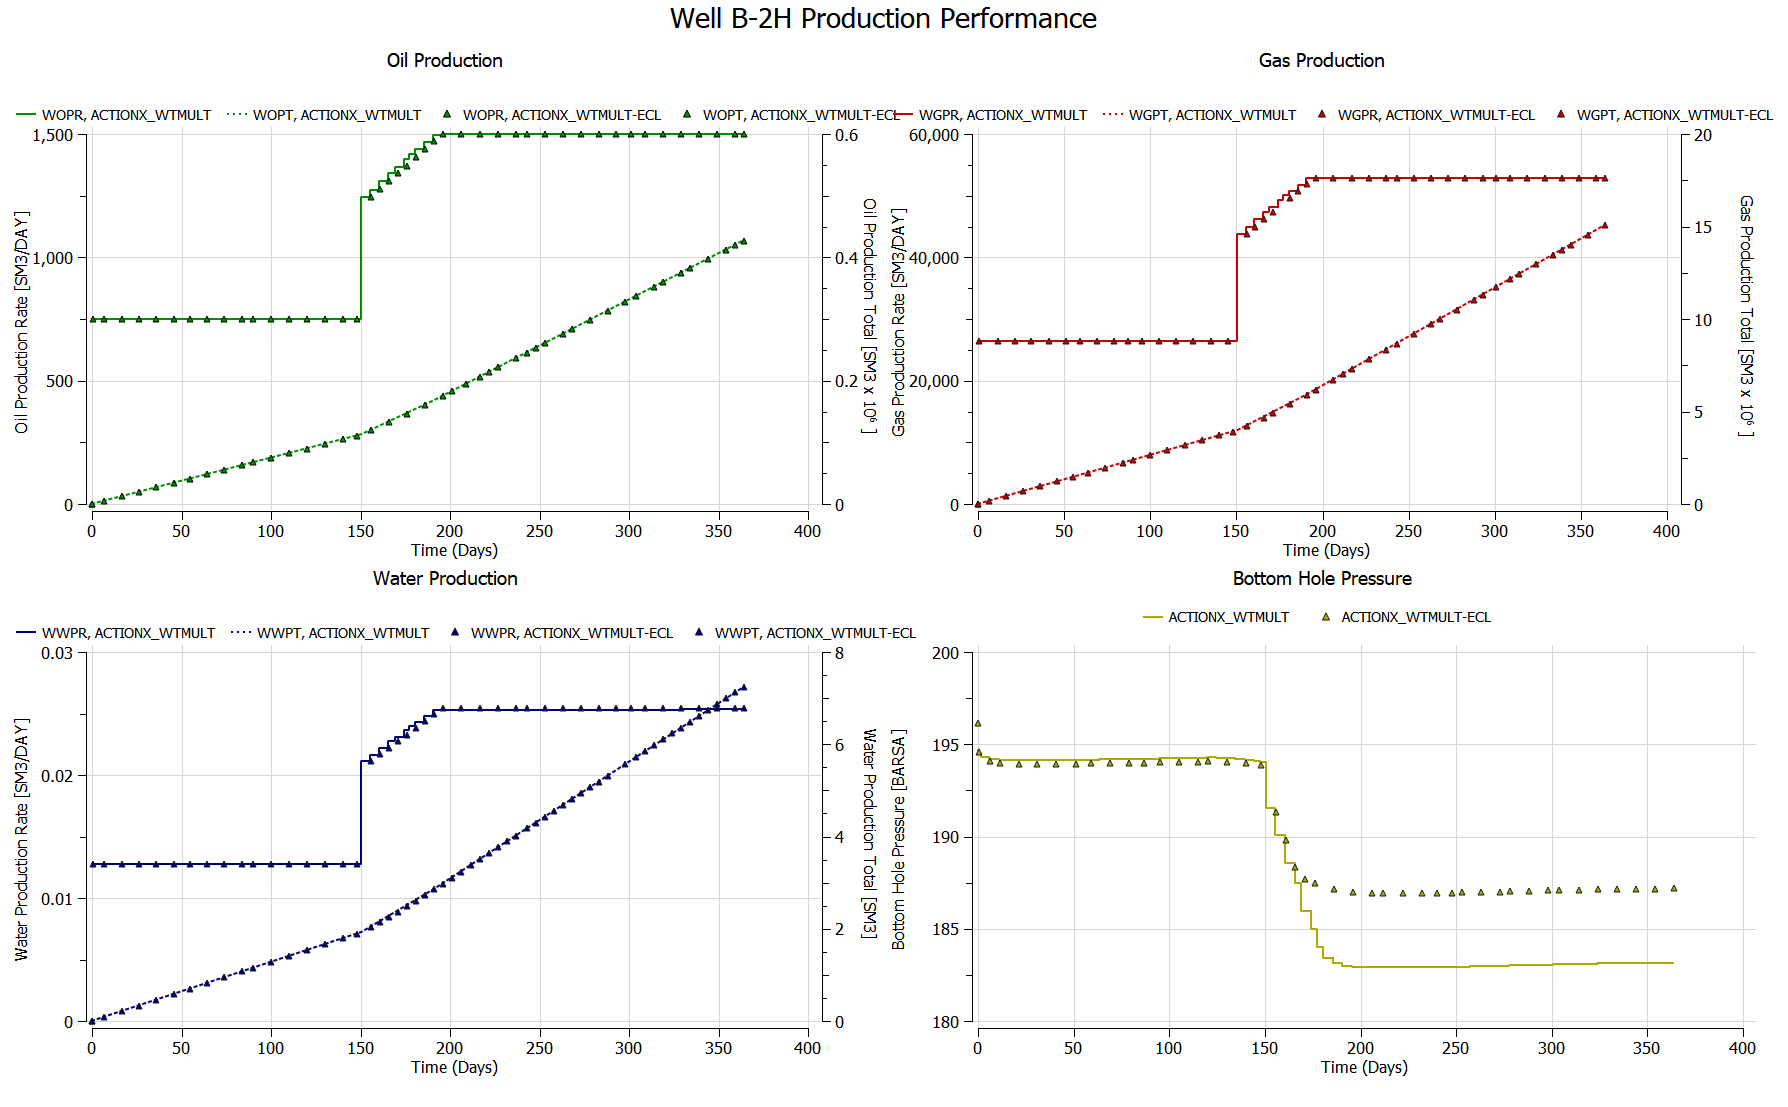 Well B-2H Production Performance
Oil Production
WOPR, ACTIONX_WTMULT WOPT, ACTIONX_WTMULT WOPR, ACTIONX_WTMULT-ECL WOPT, ACTIONX_WTMULT-ECL
1,500
1,000
500
0
Oil Production Rate [SM3/DAY]
0.6
0.4
0.2
0
Oil Production Total [SM3 x 10⁶ ]
0 50 100 150 200 250 300 350 400
Time (Days)
Gas Production
WGPR, ACTIONX_WTMULT WGPT, ACTIONX_WTMULT WGPR, ACTIONX_WTMULT-ECL WGPT, ACTIONX_WTMULT-ECL
60,000
40,000
20,000
0
Gas Production Rate [SM3/DAY]
20
15
10
5
0
Gas Production Total [SM3 x 10⁶ ]
0 50 100 150 200 250 300 350 400
Time (Days)
Water Production
WWPR, ACTIONX_WTMULT WWPT, ACTIONX_WTMULT WWPR, ACTIONX_WTMULT-ECL WWPT, ACTIONX_WTMULT-ECL
0.03
0.02
0.01
0
Water Production Rate [SM3/DAY]
8
6
4
2
0
Water Production Total [SM3]
0 50 100 150 200 250 300 350 400
Time (Days)
Bottom Hole Pressure
ACTIONX_WTMULT ACTIONX_WTMULT-ECL
200
195
190
185
180
Bottom Hole Pressure [BARSA]
0 50 100 150 200 250 300 350 400
Time (Days)